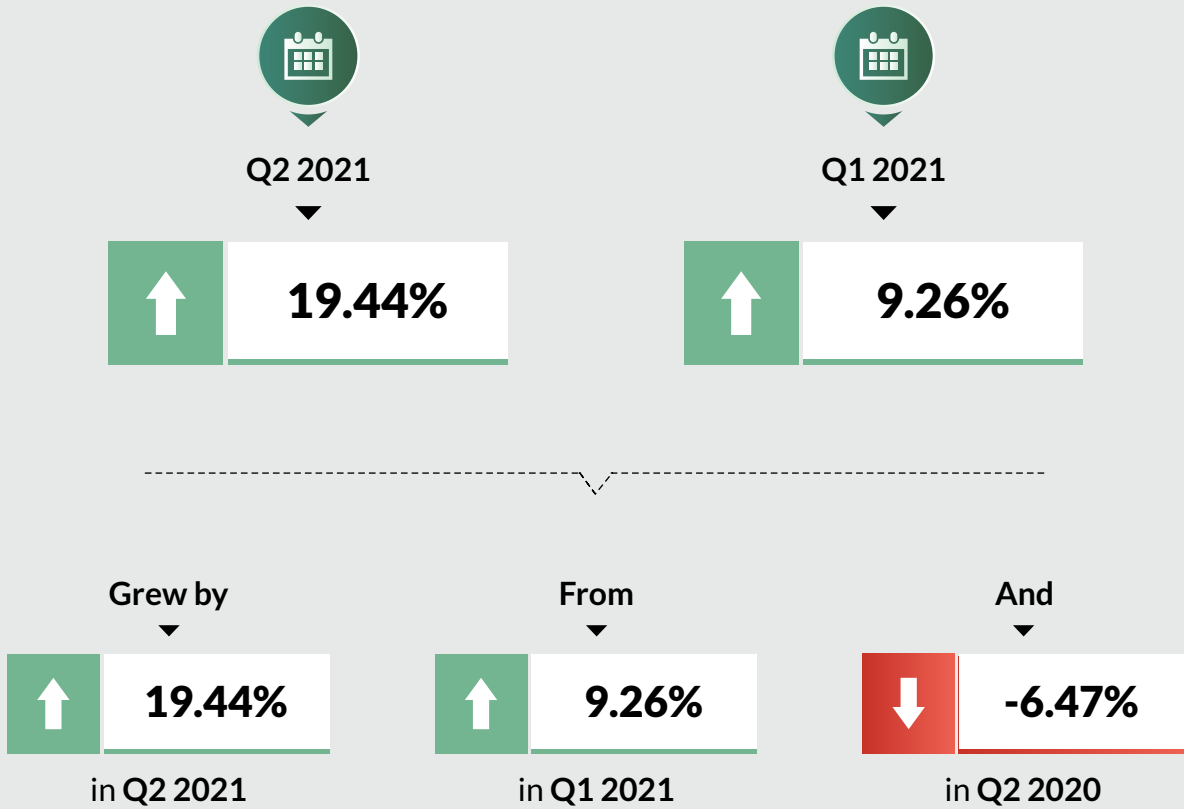 Q2 2021
Q1 2021
19.44%
9.26%
Grew by
From
And
19.44%
9.26%
-6.47%
in Q2 2021
in Q1 2021
in Q2 2020